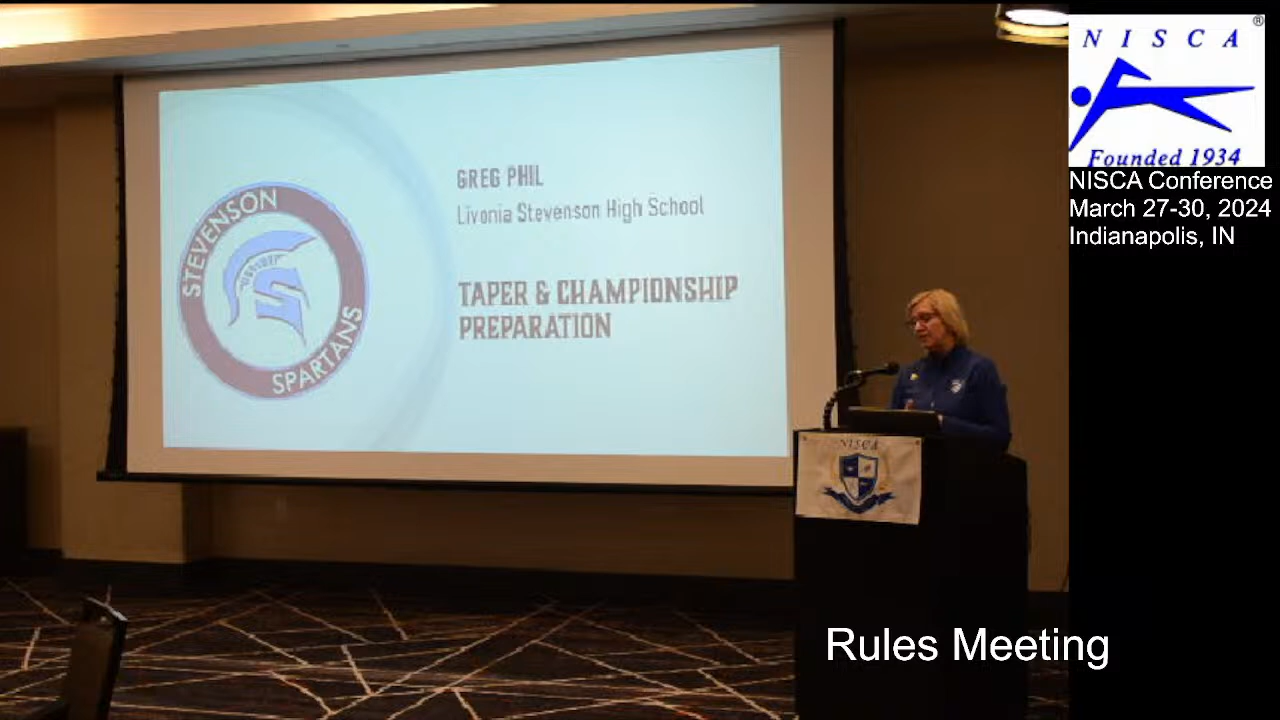 GREG PHIL
Livonia Stevenson High School
TAPER & CHAMPIONSHIP
PREPARATION
STEVENSON
SPARTANS
NISCA
N I S C A ®
Founded 1934
NISCA Conference
March 27-30, 2024
Indianapolis, IN
Rules Meeting